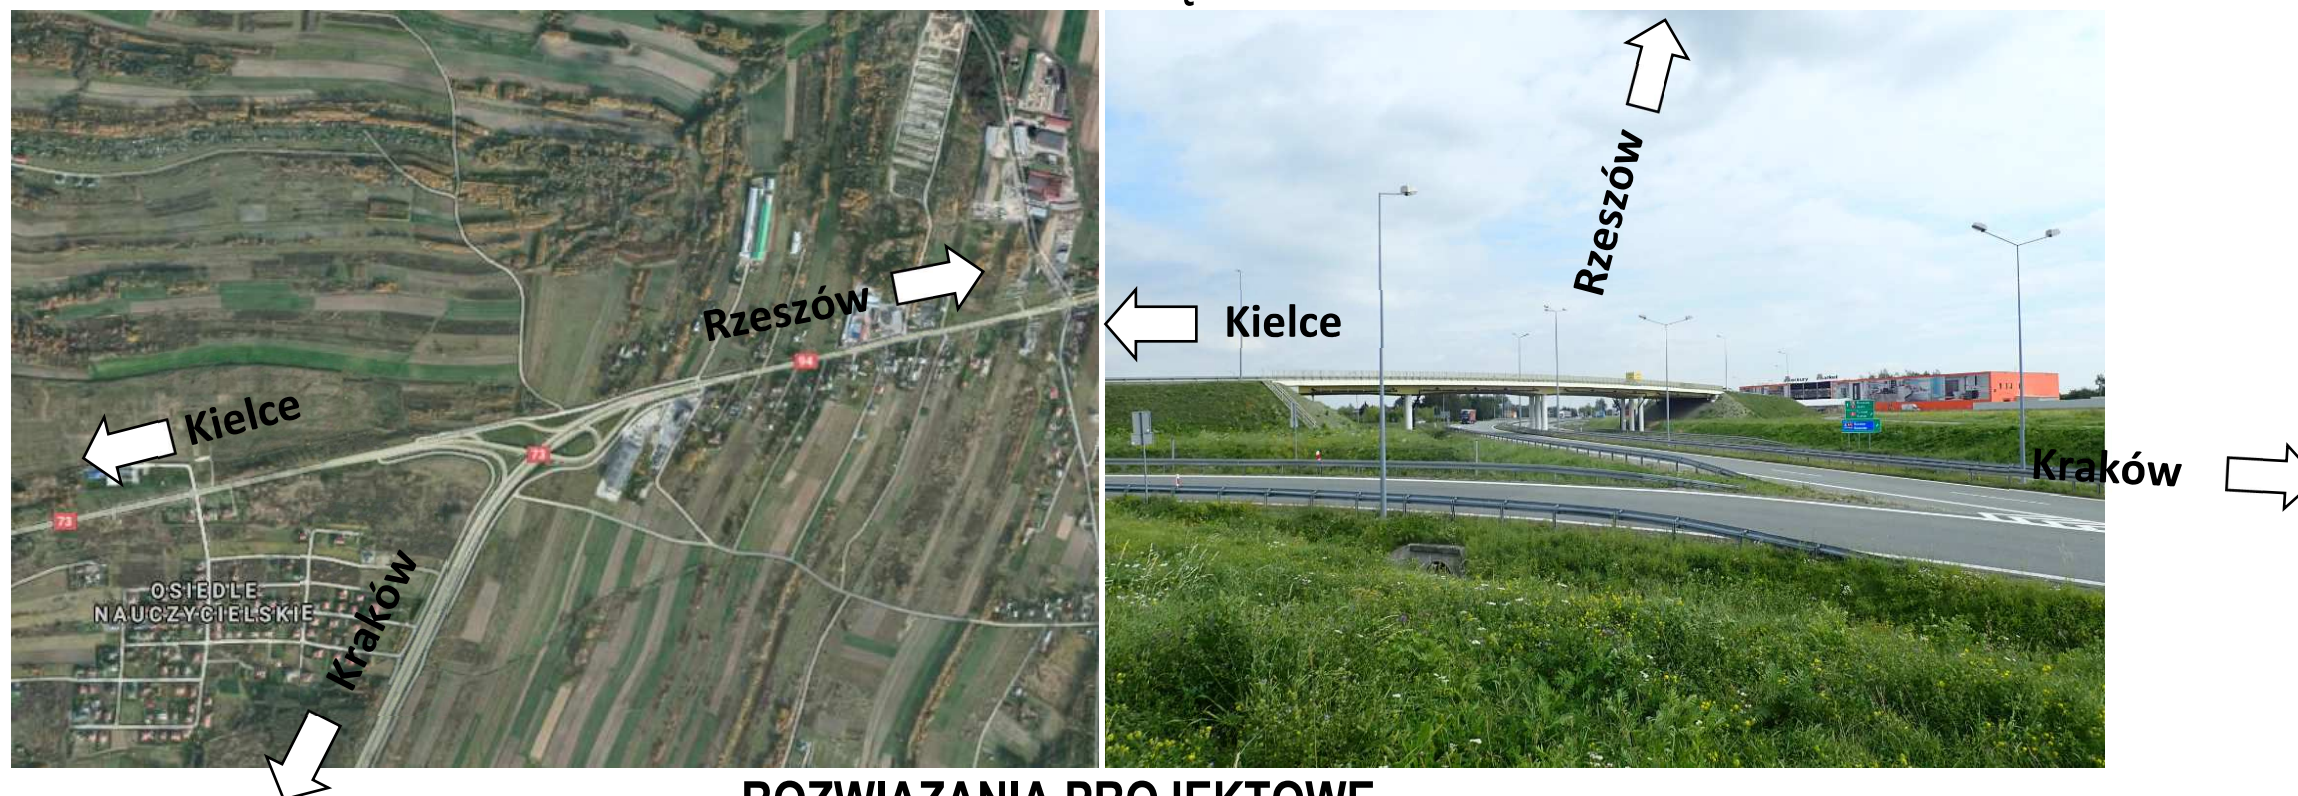 Rzeszów
94
Kielce
73
73
OSIEDLE
NAUCZYCIELSKIE
Kraków
Rzeszów
Kielce
Kraków
ROZWIĄZANIA PROJEKTOWE